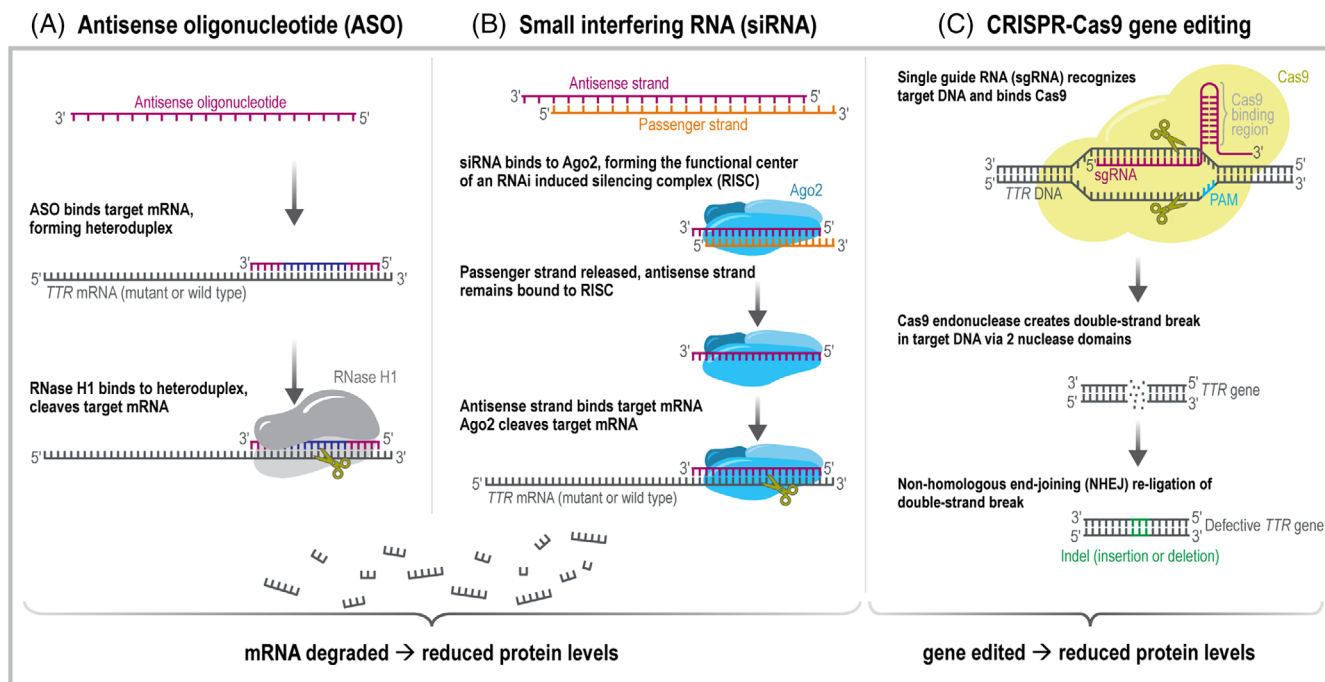 (A) Antisense oligonucleotide (ASO)
Antisense oligonucleotide
3'
5'
ASO binds target mRNA,
forming heteroduplex
3'
5'
5'
3'
TTR mRNA (mutant or wild type)
RNase H1 binds to heteroduplex,
cleaves target mRNA
RNase H1
3'
5'
5'
3'
(B) Small interfering RNA (siRNA)
Antisense strand
3'
5'
5'
3'
Passenger strand
siRNA binds to Ago2, forming the functional center
of an RNAi induced silencing complex (RISC)
Ago2
3'
5'
5'
3'
Passenger strand released, antisense strand
remains bound to RISC
3'
5'
Antisense strand binds target mRNA
Ago2 cleaves target mRNA
3'
5'
5'
3'
TTR mRNA (mutant or wild type)
mRNA degraded → reduced protein levels
(C) CRISPR-Cas9 gene editing
Single guide RNA (sgRNA) recognizes
target DNA and binds Cas9
Cas9
Cas9
binding
region
3'
3'
5'
5'
sgRNA
5'
3'
TTR DNA
PAM
Cas9 endonuclease creates double-strand break
in target DNA via 2 nuclease domains
3'
5'
5'
3'
TTR gene
Non-homologous end-joining (NHEJ) re-ligation of
double-strand break
3'
5'
5'
3'
Defective TTR gene
Indel (insertion or deletion)
gene edited → reduced protein levels